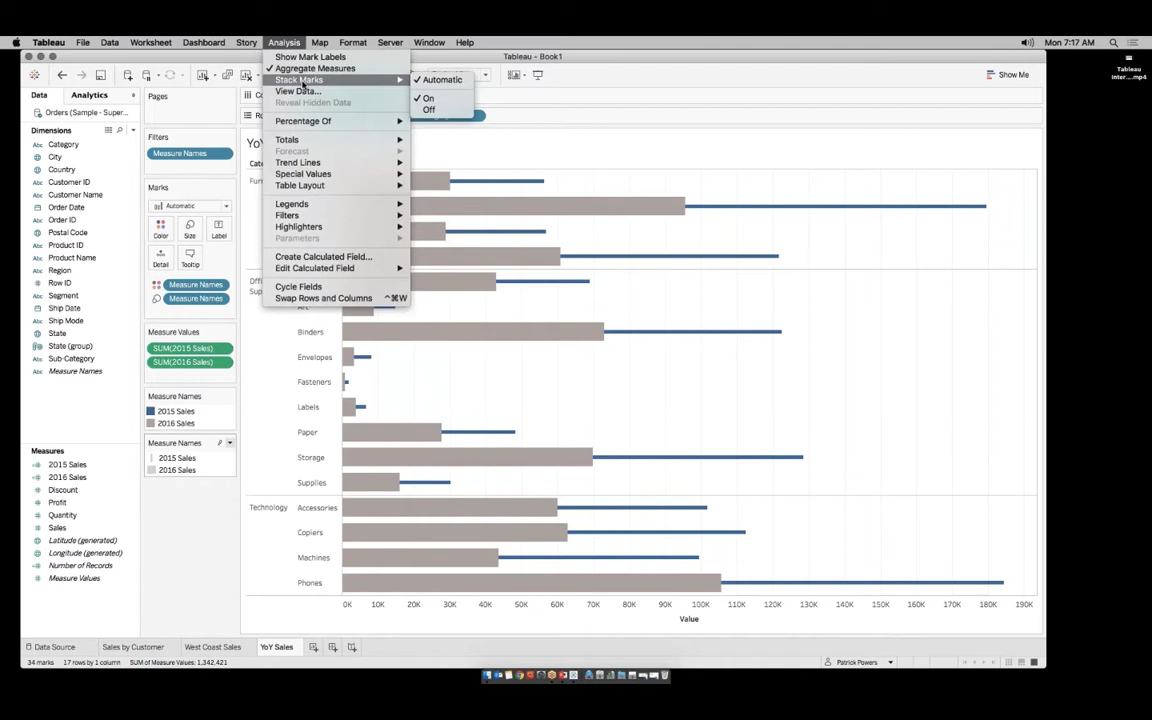 Tableau File Data Worksheet Dashboard Story Analysis Map Format Server Window Help Mon 7:17 AM
Tableau - Book1
Show Me
Data Analytics
Orders (Sample - Super...
Dimensions
Category
City
Country
Customer ID
Customer Name
Order Date
Order ID
Postal Code
Product ID
Product Name
Region
Row ID
Segment
Ship Date
Ship Mode
State
State (group)
Sub-Category
Measure Names
Measures
2015 Sales
2016 Sales
Discount
Profit
Quantity
Sales
Latitude (generated)
Longitude (generated)
Number of Records
Measure Values
Pages
Filters
Measure Names
Marks
Automatic
Color Size Label
Detail Tooltip
Measure Names
Measure Names
Measure Values
SUM(2015 Sales)
SUM(2016 Sales)
Measure Names
2015 Sales
2016 Sales
Measure Names
2015 Sales
2016 Sales
Show Mark Labels
Aggregate Measures
Stack Marks
View Data...
Reveal Hidden Data
Percentage Of
Totals
Forecast
Trend Lines
Special Values
Table Layout
Legends
Filters
Highlighters
Parameters
Create Calculated Field...
Edit Calculated Field
Cycle Fields
Swap Rows and Columns ^⌘W
Automatic
On
Off
Binders
Envelopes
Fasteners
Labels
Paper
Storage
Supplies
Technology Accessories
Copiers
Machines
Phones
0K 10K 20K 30K 40K 50K 60K 70K 80K 90K 100K 110K 120K 130K 140K 150K 160K 170K 180K 190K
Value
Data Source Sales by Customer West Coast Sales YoY Sales
34 marks 17 rows by 1 column SUM of Measure Values: 1,342,421
Patrick Powers
Tableau
Inter....mov